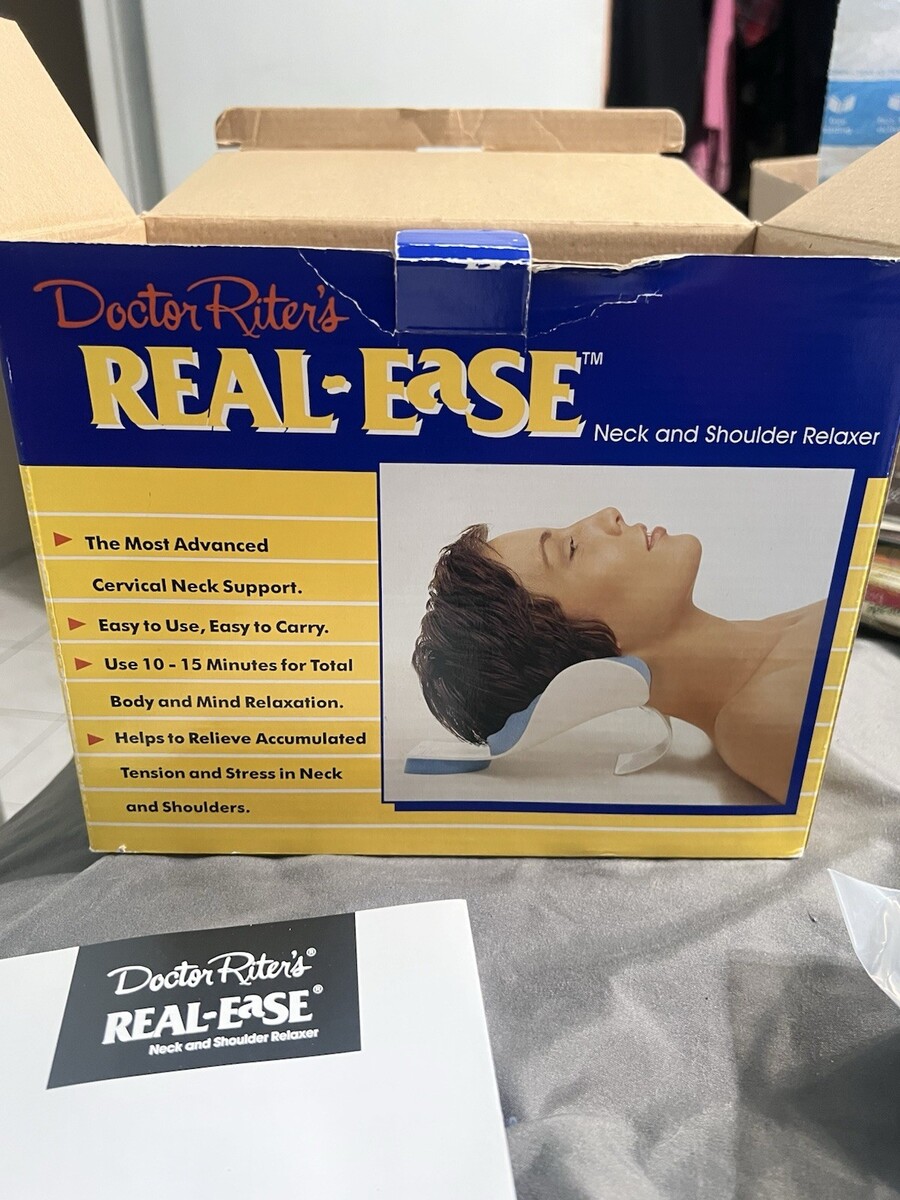 Doctor Riter's
REAL-EaSE™
Neck and Shoulder Relaxer
The Most Advanced
Cervical Neck Support.
Easy to Use, Easy to Carry.
Use 10 - 15 Minutes for Total
Body and Mind Relaxation.
Helps to Relieve Accumulated
Tension and Stress in Neck
and Shoulders.
Doctor Riter's®
REAL-EaSE®
Neck and Shoulder Relaxer